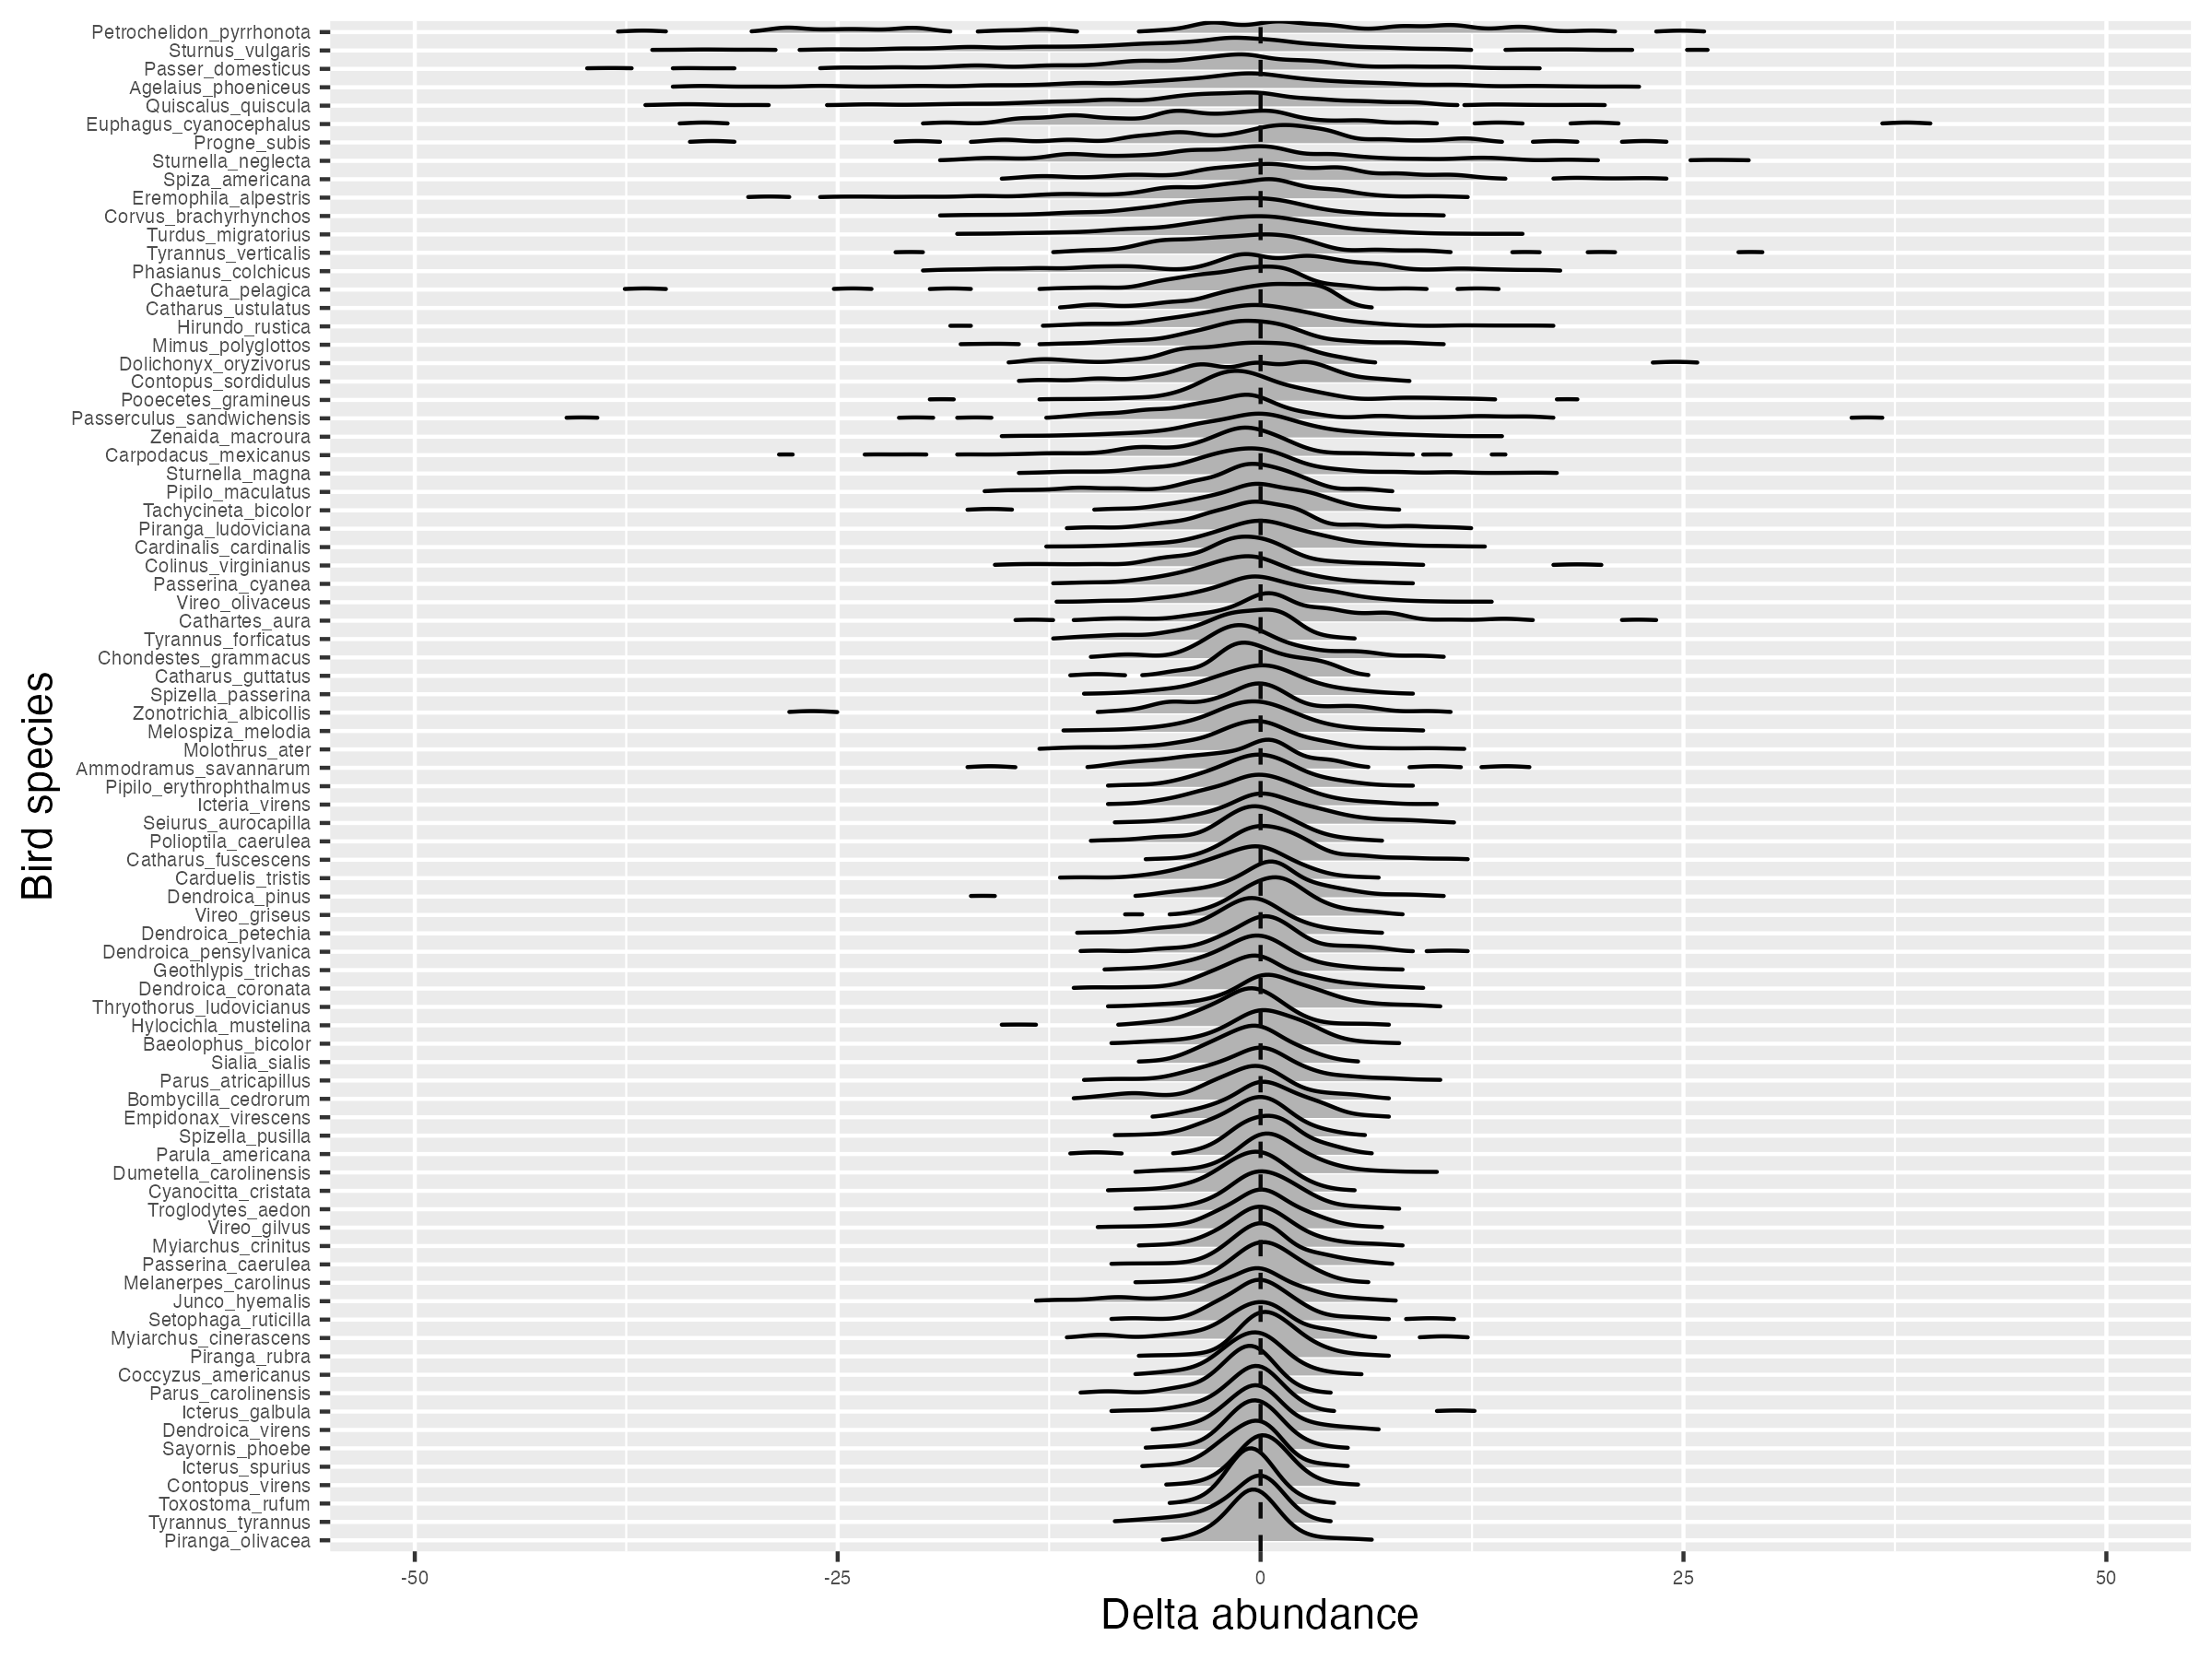 Petrochelidon_pyrrhonota
Sturnus_vulgaris
Passer_domesticus
Agelaius_phoeniceus
Quiscalus_quiscula
Euphagus_cyanocephalus
Progne_subis
Sturnella_neglecta
Spiza_americana
Eremophila_alpestris
Corvus_brachyrhynchos
Turdus_migratorius
Tyrannus_verticalis
Phasianus_colchicus
Chaetura_pelagica
Catharus_ustulatus
Hirundo_rustica
Mimus_polyglottos
Dolichonyx_oryzivorus
Contopus_sordidulus
Pooecetes_gramineus
Passerculus_sandwichensis
Zenaida_macroura
Carpodacus_mexicanus
Sturnella_magna
Pipilo_maculatus
Tachycineta_bicolor
Piranga_ludoviciana
Cardinalis_cardinalis
Colinus_virginianus
Passerina_cyanea
Vireo_olivaceus
Cathartes_aura
Tyrannus_forficatus
Chondestes_grammacus
Catharus_guttatus
Spizella_passerina
Zonotrichia_albicollis
Melospiza_melodia
Molothrus_ater
Ammodramus_savannarum
Pipilo_erythrophthalmus
Icteria_virens
Seiurus_aurocapilla
Polioptila_caerulea
Catharus_fuscescens
Carduelis_tristis
Dendroica_pinus
Vireo_griseus
Dendroica_petechia
Dendroica_pensylvanica
Geothlypis_trichas
Dendroica_coronata
Thryothorus_ludovicianus
Hylocichla_mustelina
Baeolophus_bicolor
Sialia_sialis
Parus_atricapillus
Bombycilla_cedrorum
Empidonax_virescens
Spizella_pusilla
Parula_americana
Dumetella_carolinensis
Cyanocitta_cristata
Troglodytes_aedon
Vireo_gilvus
Myiarchus_crinitus
Passerina_caerulea
Melanerpes_carolinus
Junco_hyemalis
Setophaga_ruticilla
Myiarchus_cinerascens
Piranga_rubra
Coccyzus_americanus
Parus_carolinensis
Icterus_galbula
Dendroica_virens
Sayornis_phoebe
Icterus_spurius
Contopus_virens
Toxostoma_rufum
Tyrannus_tyrannus
Piranga_olivacea
Bird species
-50 -25 0 25 50
Delta abundance